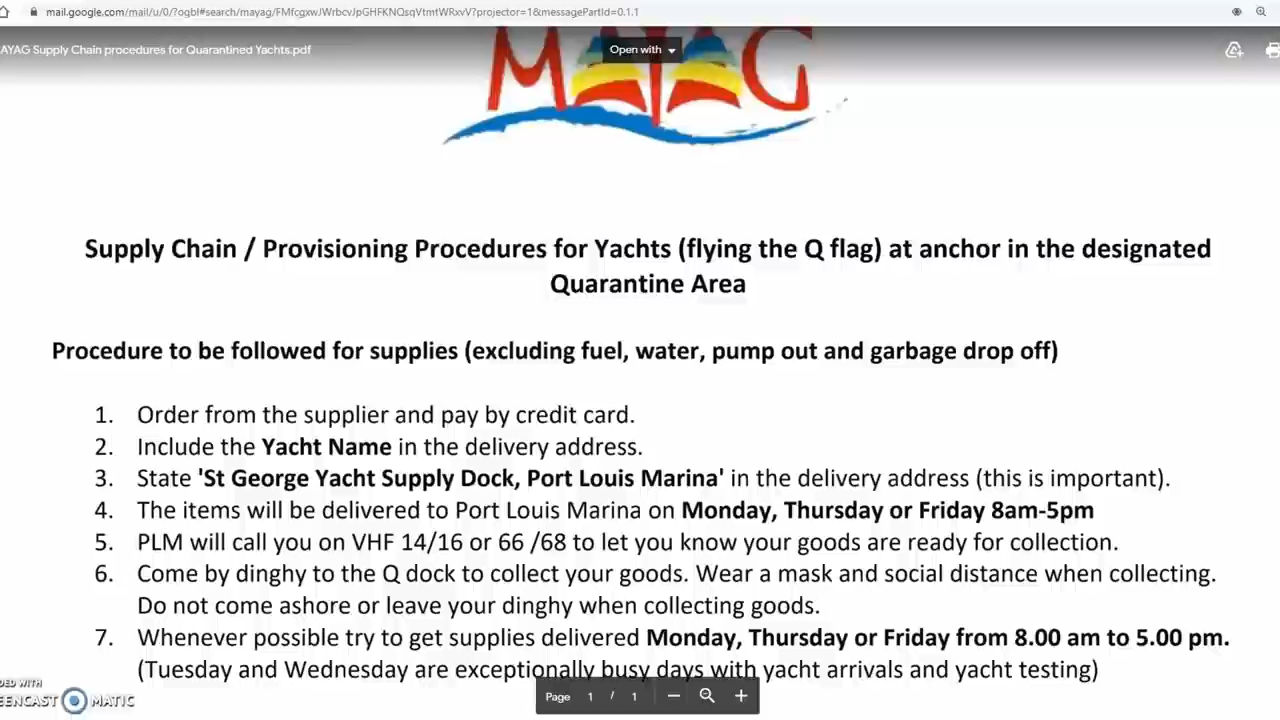 mail.google.com/mail/u/0/?ogbl#search/mayag/FMfcgxwJWrbcvJpGHFKNQsqVtmtWRxvV?projector=1&messagePartId=0.1.1
AYAG Supply Chain procedures for Quarantined Yachts.pdf
Open with
MAYAG
Supply Chain / Provisioning Procedures for Yachts (flying the Q flag) at anchor in the designated
Quarantine Area
Procedure to be followed for supplies (excluding fuel, water, pump out and garbage drop off)
1. Order from the supplier and pay by credit card.
2. Include the Yacht Name in the delivery address.
3. State 'St George Yacht Supply Dock, Port Louis Marina' in the delivery address (this is important).
4. The items will be delivered to Port Louis Marina on Monday, Thursday or Friday 8am-5pm
5. PLM will call you on VHF 14/16 or 66 /68 to let you know your goods are ready for collection.
6. Come by dinghy to the Q dock to collect your goods. Wear a mask and social distance when collecting.
Do not come ashore or leave your dinghy when collecting goods.
7. Whenever possible try to get supplies delivered Monday, Thursday or Friday from 8.00 am to 5.00 pm.
(Tuesday and Wednesday are exceptionally busy days with yacht arrivals and yacht testing)
DED WITH
EENCAST MATIC
Page 1 / 1